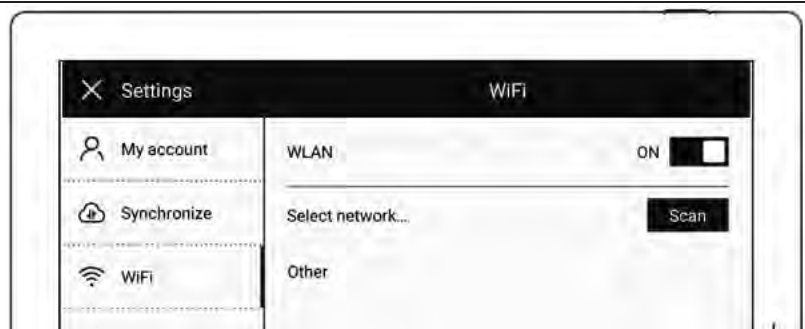 Settings
WiFi
My account
WLAN
ON
Synchronize
Select network...
Scan
WiFi
Other